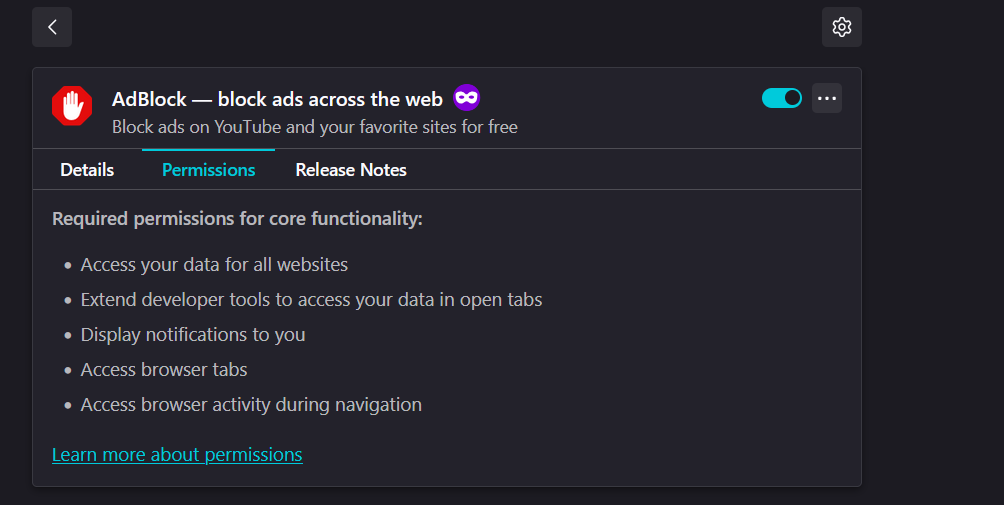 AdBlock — block ads across the web
Block ads on YouTube and your favorite sites for free
Details Permissions Release Notes
Required permissions for core functionality:
• Access your data for all websites
• Extend developer tools to access your data in open tabs
• Display notifications to you
• Access browser tabs
• Access browser activity during navigation
Learn more about permissions